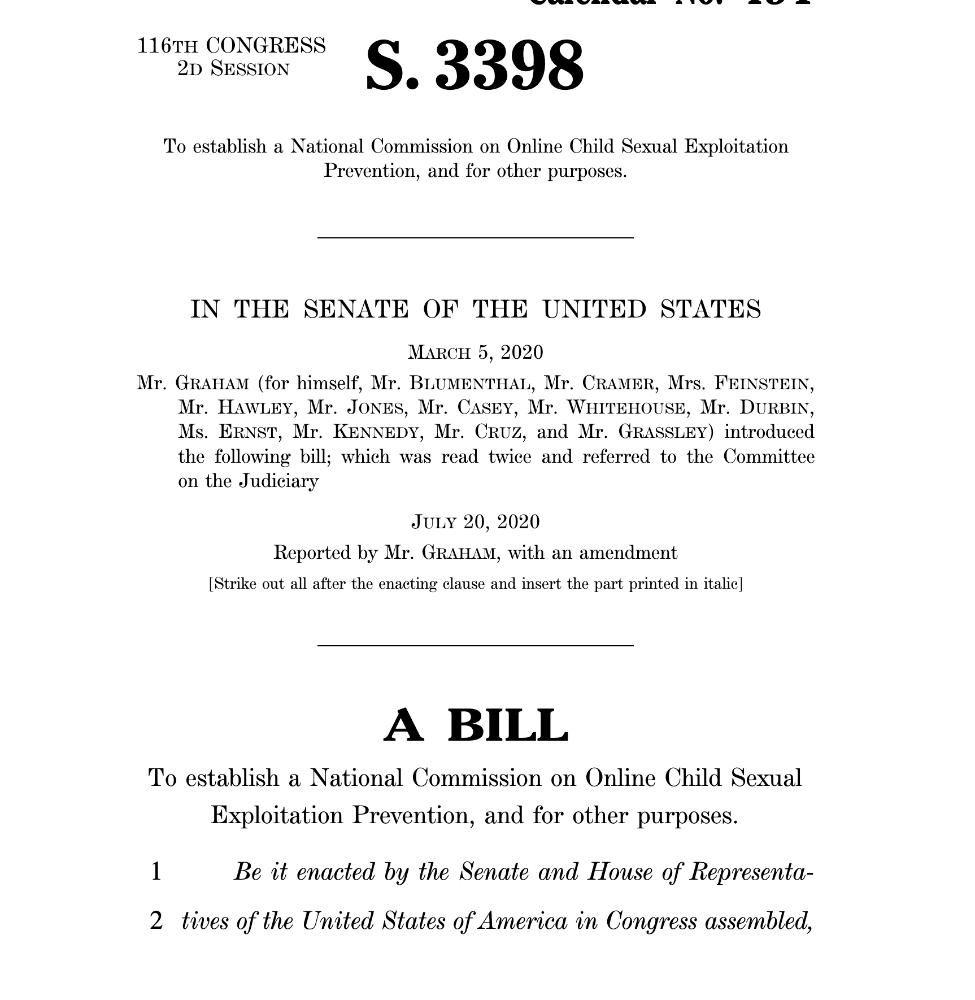 116TH CONGRESS
2D SESSION
S. 3398
To establish a National Commission on Online Child Sexual Exploitation
Prevention, and for other purposes.
IN THE SENATE OF THE UNITED STATES
MARCH 5, 2020
Mr. GRAHAM (for himself, Mr. BLUMENTHAL, Mr. CRAMER, Mrs. FEINSTEIN,
Mr. HAWLEY, Mr. JONES, Mr. CASEY, Mr. WHITEHOUSE, Mr. DURBIN,
Ms. ERNST, Mr. KENNEDY, Mr. CRUZ, and Mr. GRASSLEY) introduced
the following bill; which was read twice and referred to the Committee
on the Judiciary
JULY 20, 2020
Reported by Mr. GRAHAM, with an amendment
[Strike out all after the enacting clause and insert the part printed in italic]
A BILL
To establish a National Commission on Online Child Sexual
Exploitation Prevention, and for other purposes.
1 Be it enacted by the Senate and House of Representa-
2 tives of the United States of America in Congress assembled,